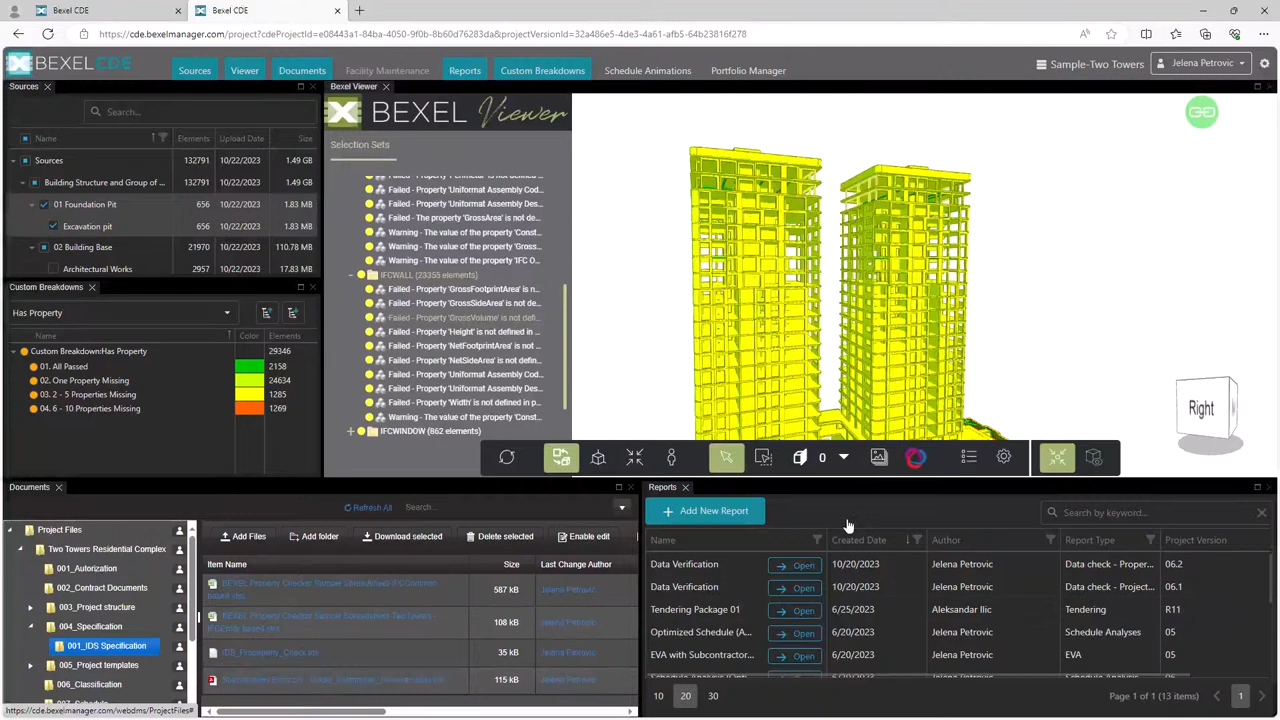 Bexel CDE
Bexel CDE
https://cde.bexelmanager.com/project?cdeProjectId=e08443a1-84ba-4050-9f0b-8b60d76283da&projectVersionId=32a486e5-4de3-4a61-afb5-64b23816f278
BEXEL CDE
Sources
Viewer
Documents
Facility Maintenance
Reports
Custom Breakdowns
Schedule Animations
Portfolio Manager
Sample-Two Towers
Jelena Petrovic
Sources
Search...
Name Elements Upload Date Size
Sources 132791 10/22/2023 1.49 GB
Building Structure and Group of ... 132791 10/22/2023 1.49 GB
01 Foundation Pit 656 10/22/2023 1.83 MB
Excavation pit 656 10/22/2023 1.83 MB
02 Building Base 21970 10/22/2023 110.78 MB
Architectural Works 2957 10/22/2023 17.83 MB
Custom Breakdowns
Has Property
Name Color Elements
Custom Breakdown:Has Property 29346
01. All Passed 2158
02. One Property Missing 24634
03. 2 - 5 Properties Missing 1285
04. 6 - 10 Properties Missing 1269
Bexel Viewer
BEXEL Viewer
Selection Sets
Failed - Property 'Perimeter' is not de...
Failed - Property 'Uniformat Assembly Cod...
Failed - Property 'Uniformat Assembly Des...
Failed - The property 'GrossArea' is not d...
Warning - The value of the property 'Const...
Warning - The value of the property 'Gross...
Warning - The value of the property 'IFC O...
IFCWALL (23355 elements)
Failed - Property 'GrossFootprintArea' is n...
Failed - Property 'GrossSideArea' is not de...
Failed - Property 'GrossVolume' is not defi...
Failed - Property 'Height' is not defined in ...
Failed - Property 'NetFootprintArea' is not...
Failed - Property 'NetSideArea' is not defin...
Failed - Property 'Uniformat Assembly Cod...
Failed - Property 'Uniformat Assembly Des...
Failed - Property 'Width' is not defined in p...
Warning - The value of the property 'Const...
IFCWINDOW (862 elements)
Right
0
Documents
Refresh All
Search...
Project Files
Two Towers Residential Complex
001_Autorization
002_Contracts&documents
003_Project structure
001_IDS Specification
005_Project templates
Add Files
Add folder
Download selected
Delete selected
Enable edit
Item Name Size Last Change Author
587 kB Jelena Petrovic
108 kB Jelena Petrovic
35 kB Jelena Petrovic
115 kB Jelena Petrovic
https://cde.bexelmanager.com/webdms/ProjectFiles#
Reports
Add New Report
Search by keyword...
Name Created Date Author Report Type Project Version
Data Verification Open 10/20/2023 Jelena Petrovic Data check - Proper... 06.2
Data Verification Open 10/20/2023 Jelena Petrovic Data check - Project... 06.1
Tendering Package 01 Open 6/25/2023 Aleksandar Ilic Tendering R11
Optimized Schedule (A... Open 6/20/2023 Jelena Petrovic Schedule Analyses 05
EVA with Subcontractor... Open 6/20/2023 Jelena Petrovic EVA 05
10 20 30
Page 1 of 1 (13 items)
1